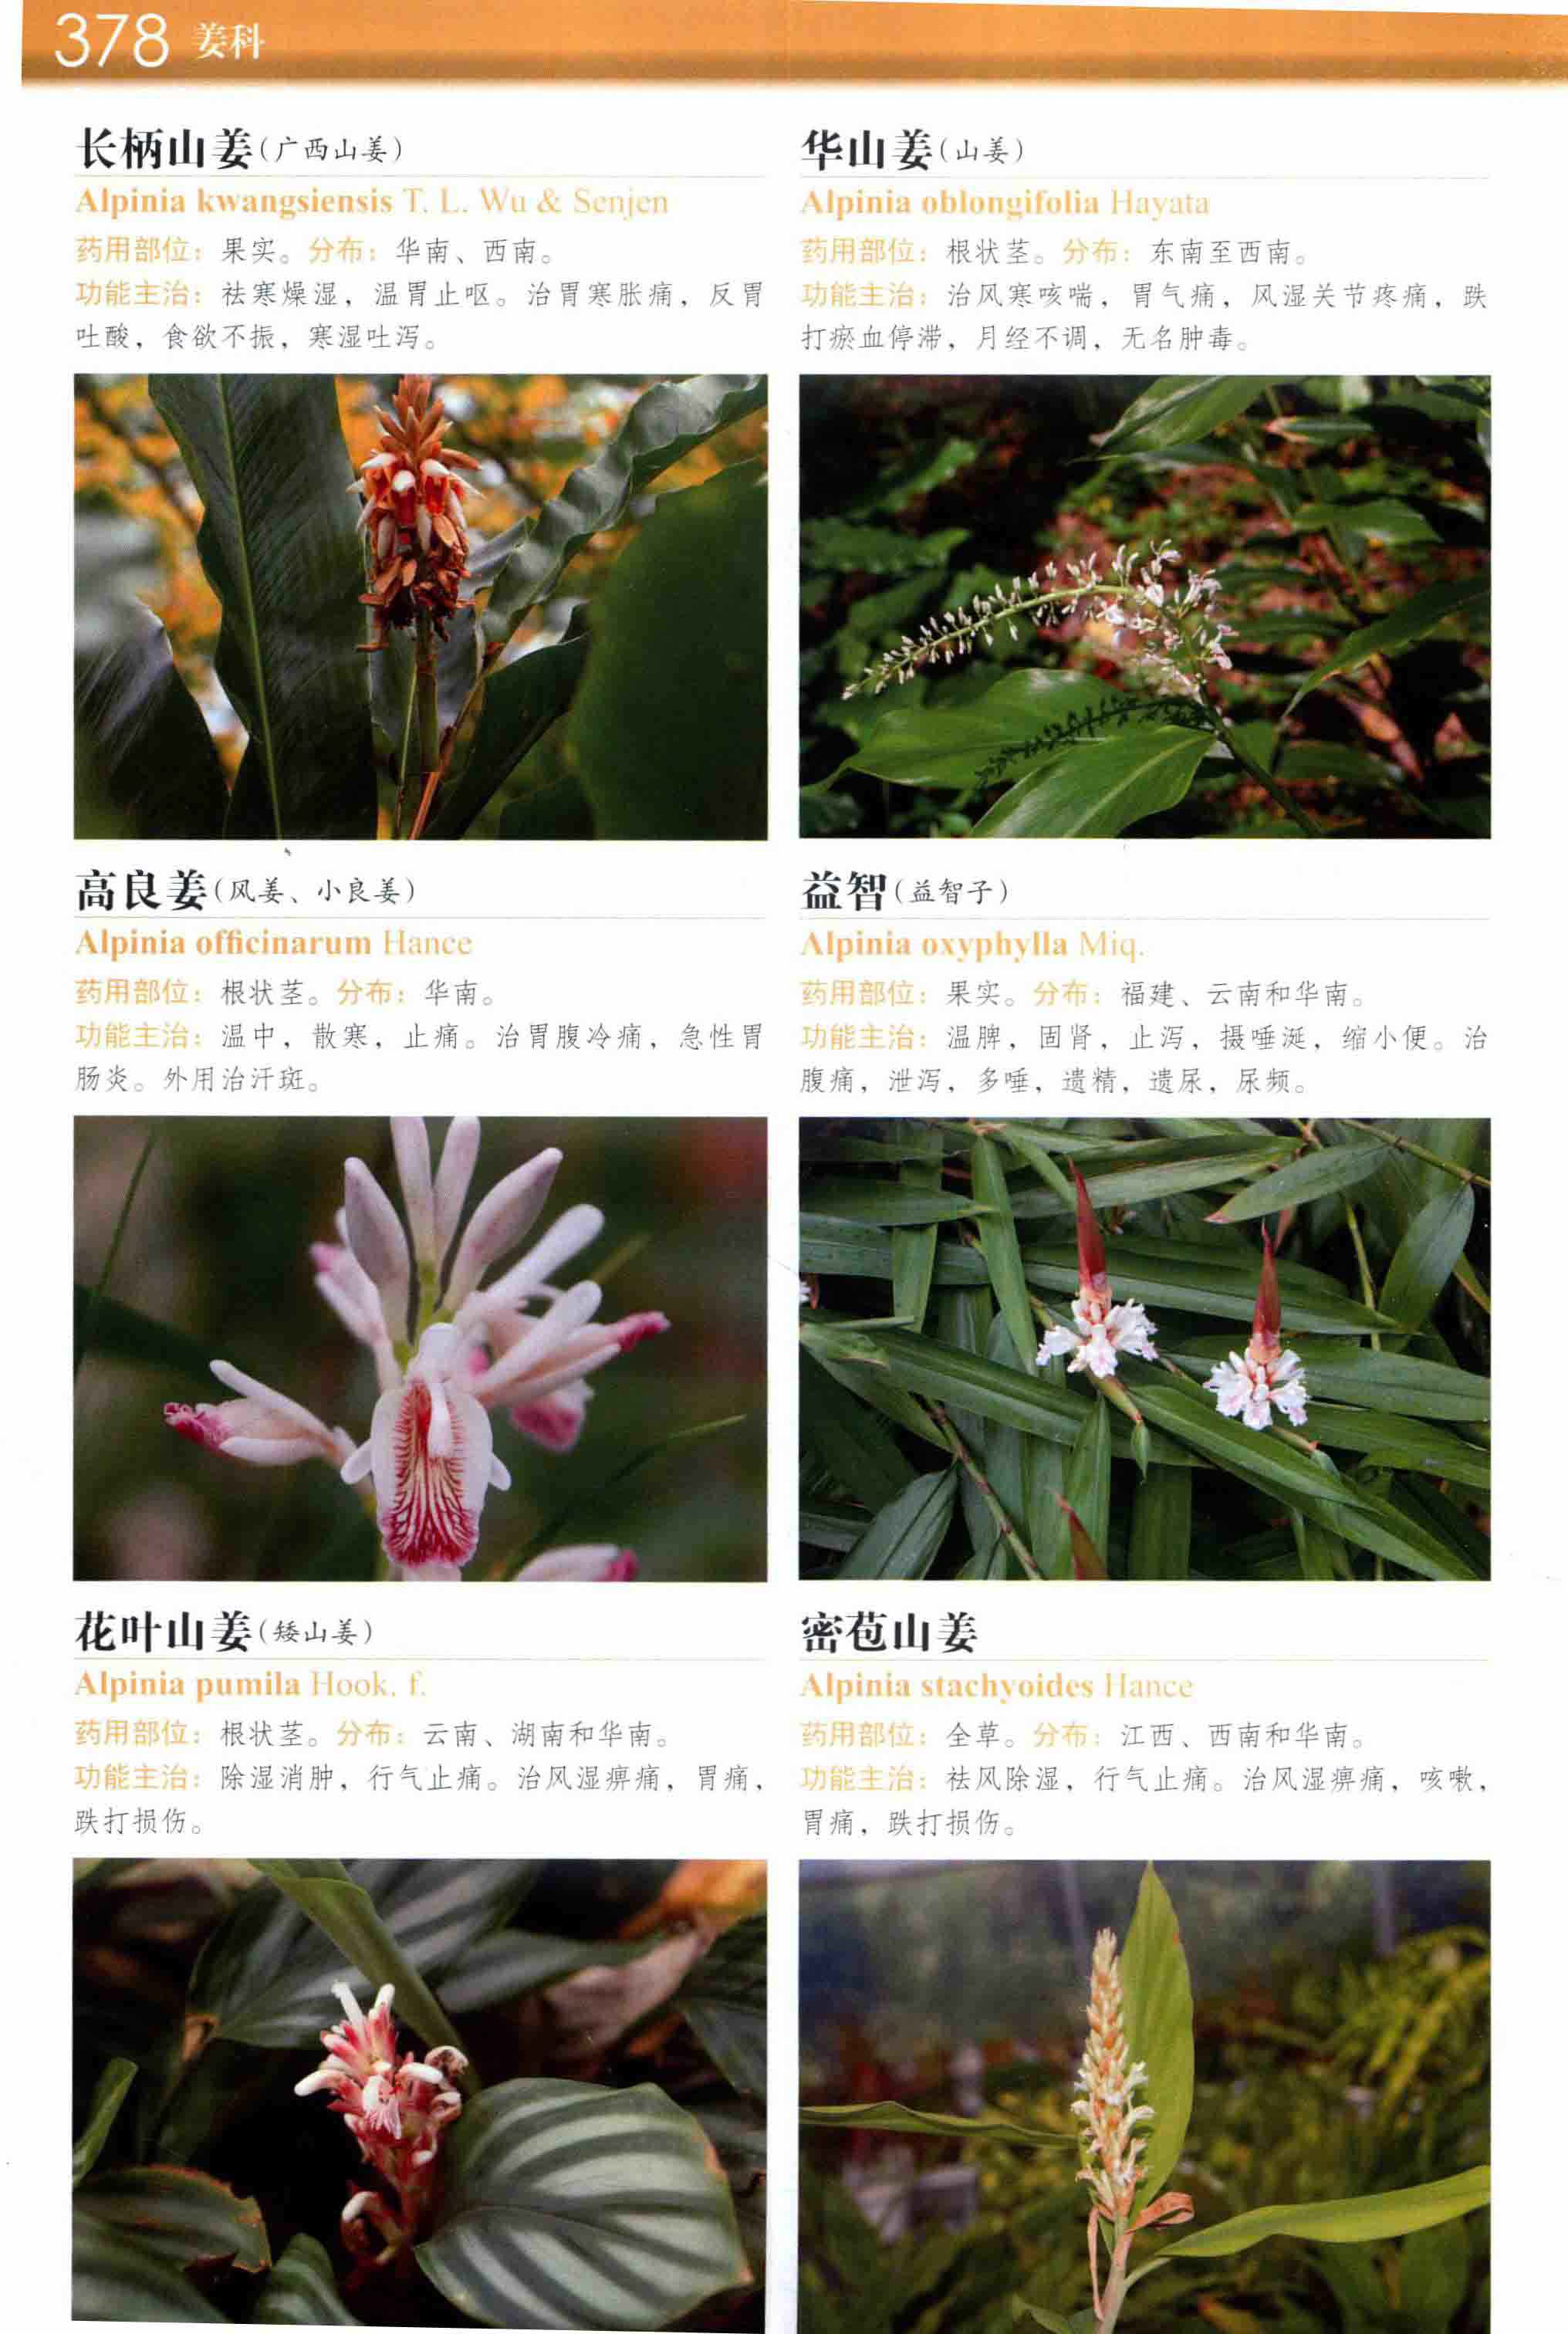 378 姜科
长柄山姜(广西山姜)
Alpinia kwangsiensis T. L. Wu & Senjen
药用部位：果实。分布：华南、西南。
功能主治：祛寒燥湿，温胃止呕。治胃寒胀痛，反胃
吐酸，食欲不振，寒湿吐泻。
华山姜(山姜)
Alpinia oblongifolia Hayata
药用部位：根状茎。分布：东南至西南。
功能主治：治风寒咳喘，胃气痛，风湿关节疼痛，跌
打瘀血停滞，月经不调，无名肿毒。
高良姜(风姜、小良姜)
Alpinia officinarum Hance
药用部位：根状茎。分布：华南。
功能主治：温中，散寒，止痛。治胃腹冷痛，急性胃
肠炎。外用治汗斑。
益智(益智子)
Alpinia oxyphylla Miq.
药用部位：果实。分布：福建、云南和华南。
功能主治：温脾，固肾，止泻，摄唾涎，缩小便。治
腹痛，泄泻，多唾，遗精，遗尿，尿频。
花叶山姜(矮山姜)
Alpinia pumila Hook. f.
药用部位：根状茎。分布：云南、湖南和华南。
功能主治：除湿消肿，行气止痛。治风湿痹痛，胃痛，
跌打损伤。
密苞山姜
Alpinia stachyoides Hance
药用部位：全草。分布：江西、西南和华南。
功能主治：祛风除湿，行气止痛。治风湿痹痛，咳嗽，
胃痛，跌打损伤。